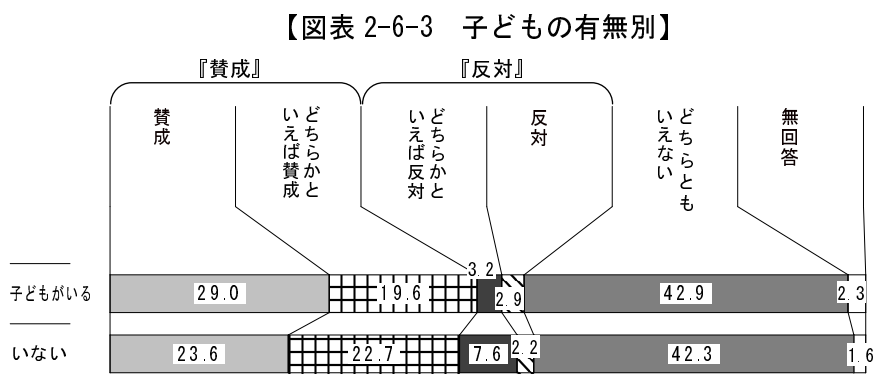 【図表 2-6-3 子どもの有無別】
『賛成』
『反対』
賛成
どちらかと
いえば賛成
どちらかと
いえば反対
反対
どちらとも
いえない
無回答
子どもがいる
29.0
19.6
3.2
2.9
42.9
2.3
いない
23.6
22.7
7.6
2.2
42.3
1.6